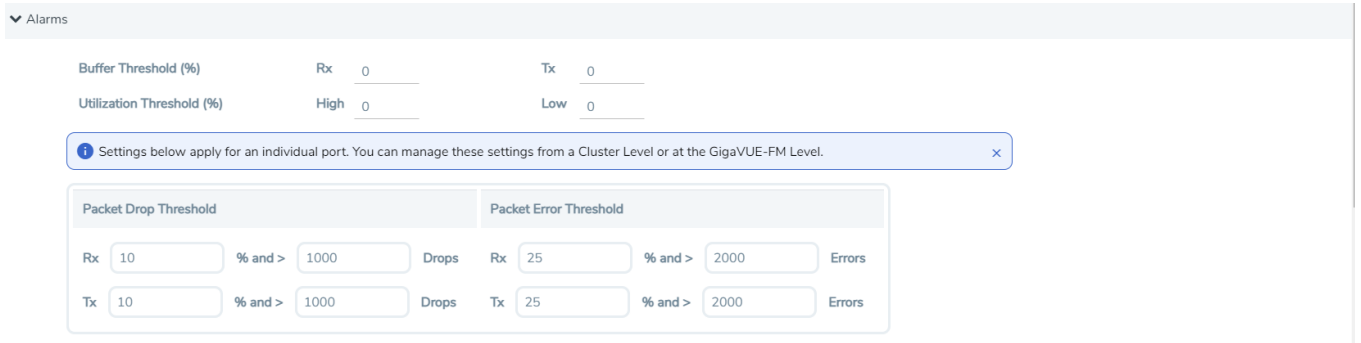 Alarms
Buffer Threshold (%) Rx 0 Tx 0
Utilization Threshold (%) High 0 Low 0
Settings below apply for an individual port. You can manage these settings from a Cluster Level or at the GigaVUE-FM Level.
Packet Drop Threshold Packet Error Threshold
Rx 10 % and > 1000 Drops Rx 25 % and > 2000 Errors
Tx 10 % and > 1000 Drops Tx 25 % and > 2000 Errors